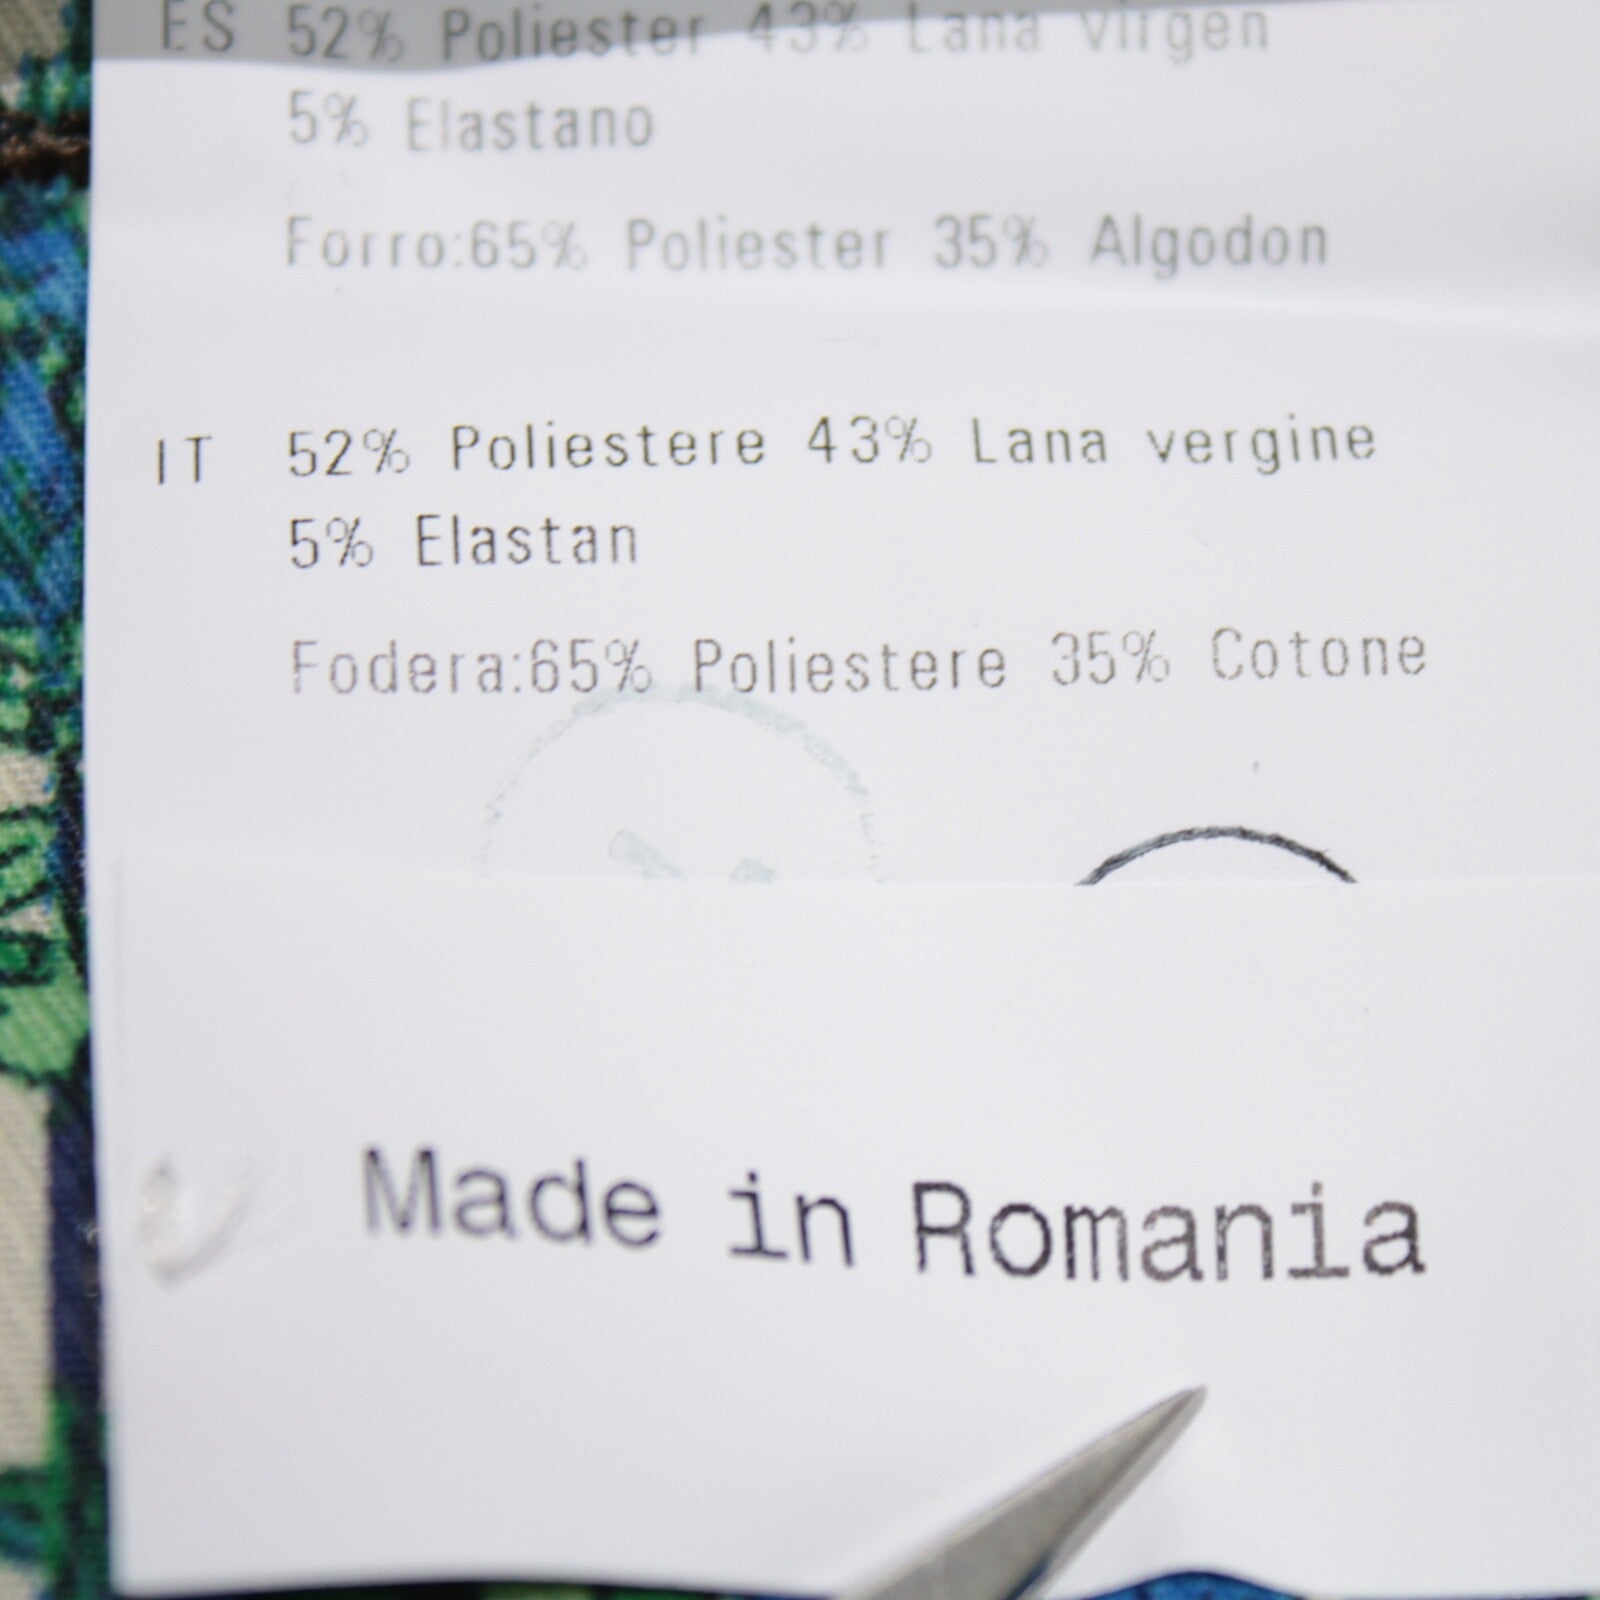 ES 52% Poliester 43% Lana virgen
5% Elastano
Forro:65% Poliester 35% Algodon
IT 52% Poliestere 43% Lana vergine
5% Elastan
Fodera:65% Poliestere 35% Cotone
Made in Romania